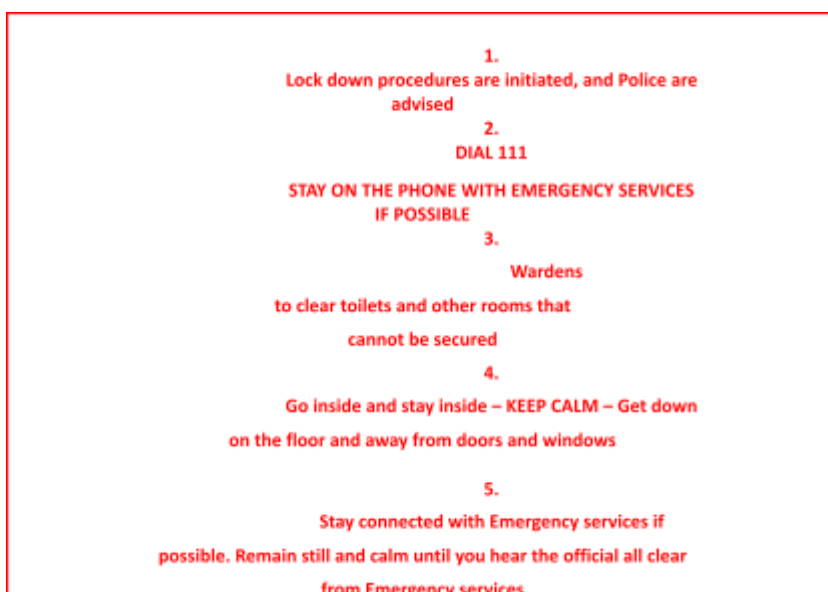 1.
Lock down procedures are initiated, and Police are
advised
2.
DIAL 111
STAY ON THE PHONE WITH EMERGENCY SERVICES
IF POSSIBLE
3.
Wardens
to clear toilets and other rooms that
cannot be secured
4.
Go inside and stay inside – KEEP CALM – Get down
on the floor and away from doors and windows
5.
Stay connected with Emergency services if
possible. Remain still and calm until you hear the official all clear
from Emergency services